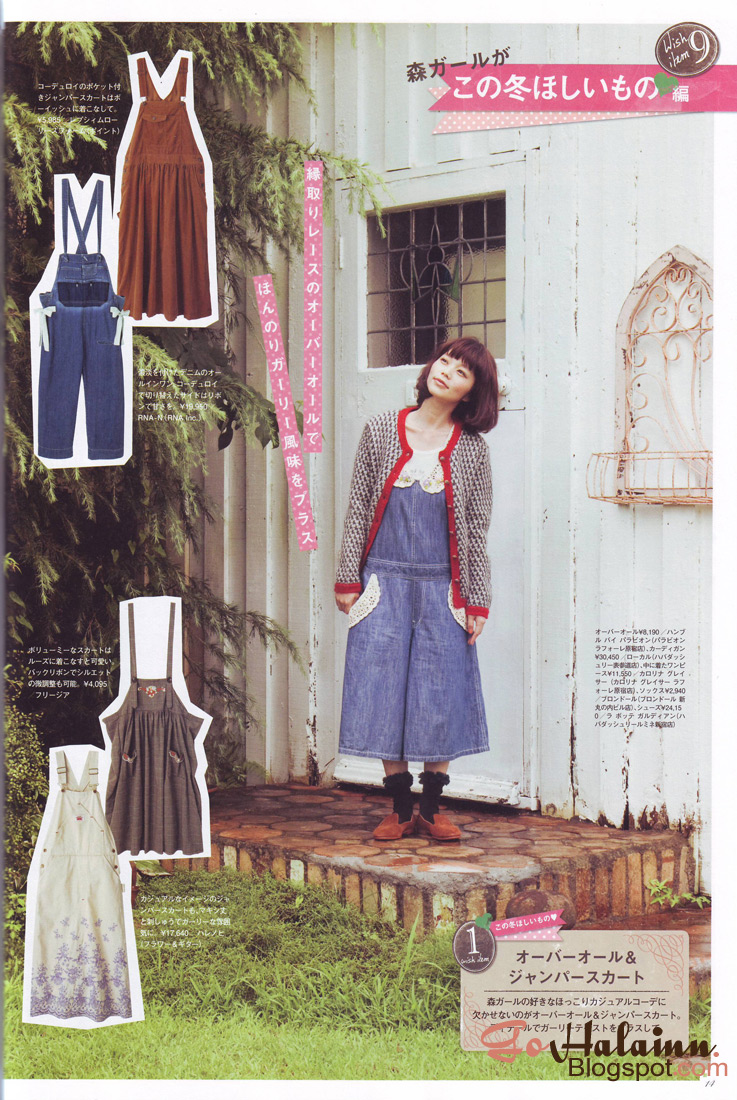 Wish
item 9
森ガールが
この冬ほしいもの
編
コーデュロイのポケット付
きジャンパースカートはボ
ーイッシュに着こなして。
縁取りレースのオーバーオールで
ほんのりガーリー風味をプラス
デニムのオー
ルインワン。コーデュロイ
で切り替えたサイドはリボ
ンで甘さを。¥19,950
RNA-N(RNA Inc.)
ボリューミーなスカートは
ルーズに着こなすと可愛い
バックリボンでシルエット
の微調整も可能。¥4,095
/フリージア
オーバーオール¥8,190/ハンブ
ル バイ パラビオン(パラビオン
ラフォーレ原宿店)、カーディガン
¥30,450/ローカル(ハバダッシ
ュリー表参道店)、中に着たワンピ
ース¥11,550/カロリナ グレイ
サー(カロリナ グレイサー ラフ
ォーレ原宿店)、ソックス¥2,940
/ブロンドール(ブロンドール 新
丸の内ビル店)、シューズ¥24,15
0/ラ ボッテ ガルディアン(ハ
バダッシュリールミネ新宿店)
カジュアルなイメージのジャ
ンパースカートも、マキシ丈
と刺しゅうでガーリーな雰囲
気に。¥17,640/ハレノヒ
(フラワー&ギター)
この冬ほしいもの♥
1
wish item
オーバーオール&
ジャンパースカート
森ガールの好きなほっこりカジュアルコーデに
欠かせないのがオーバーオール&ジャンパースカート。
Go Halainn.
Blogspot.com
14